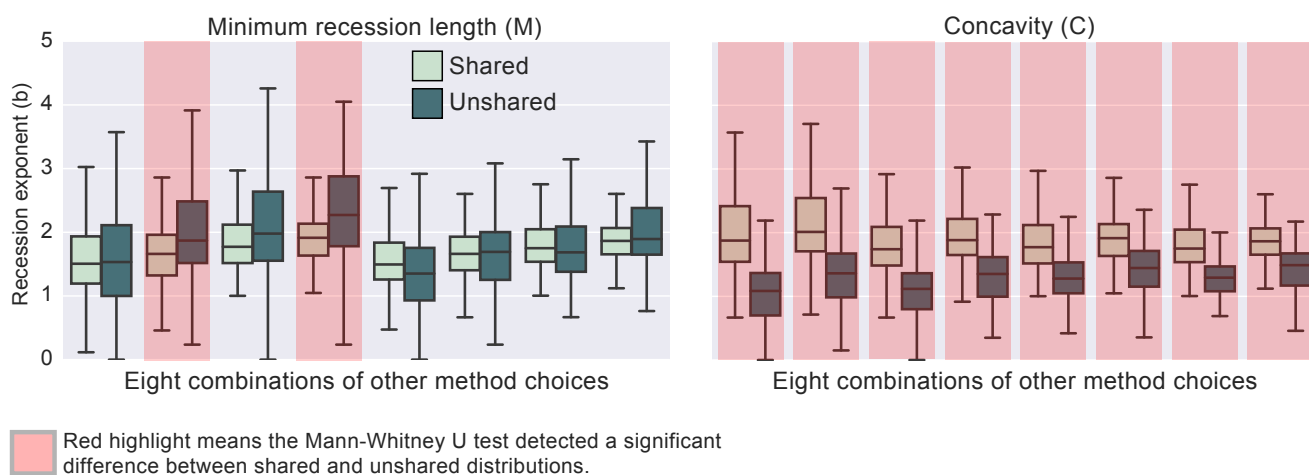 Minimum recession length (M)
Concavity (C)
Recession exponent (b)
5
4
3
2
1
0
Shared
Unshared
Eight combinations of other method choices
Eight combinations of other method choices
Red highlight means the Mann-Whitney U test detected a significant
difference between shared and unshared distributions.